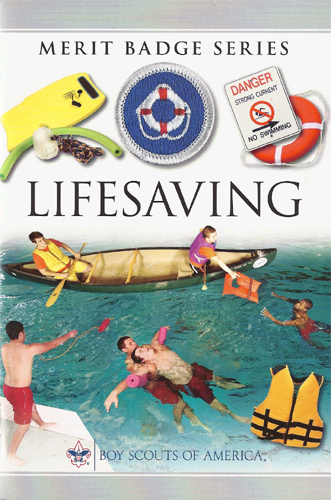 MERIT BADGE SERIES
DANGER
STRONG CURRENT
NO SWIMMING
LIFESAVING
BOY SCOUTS OF AMERICA